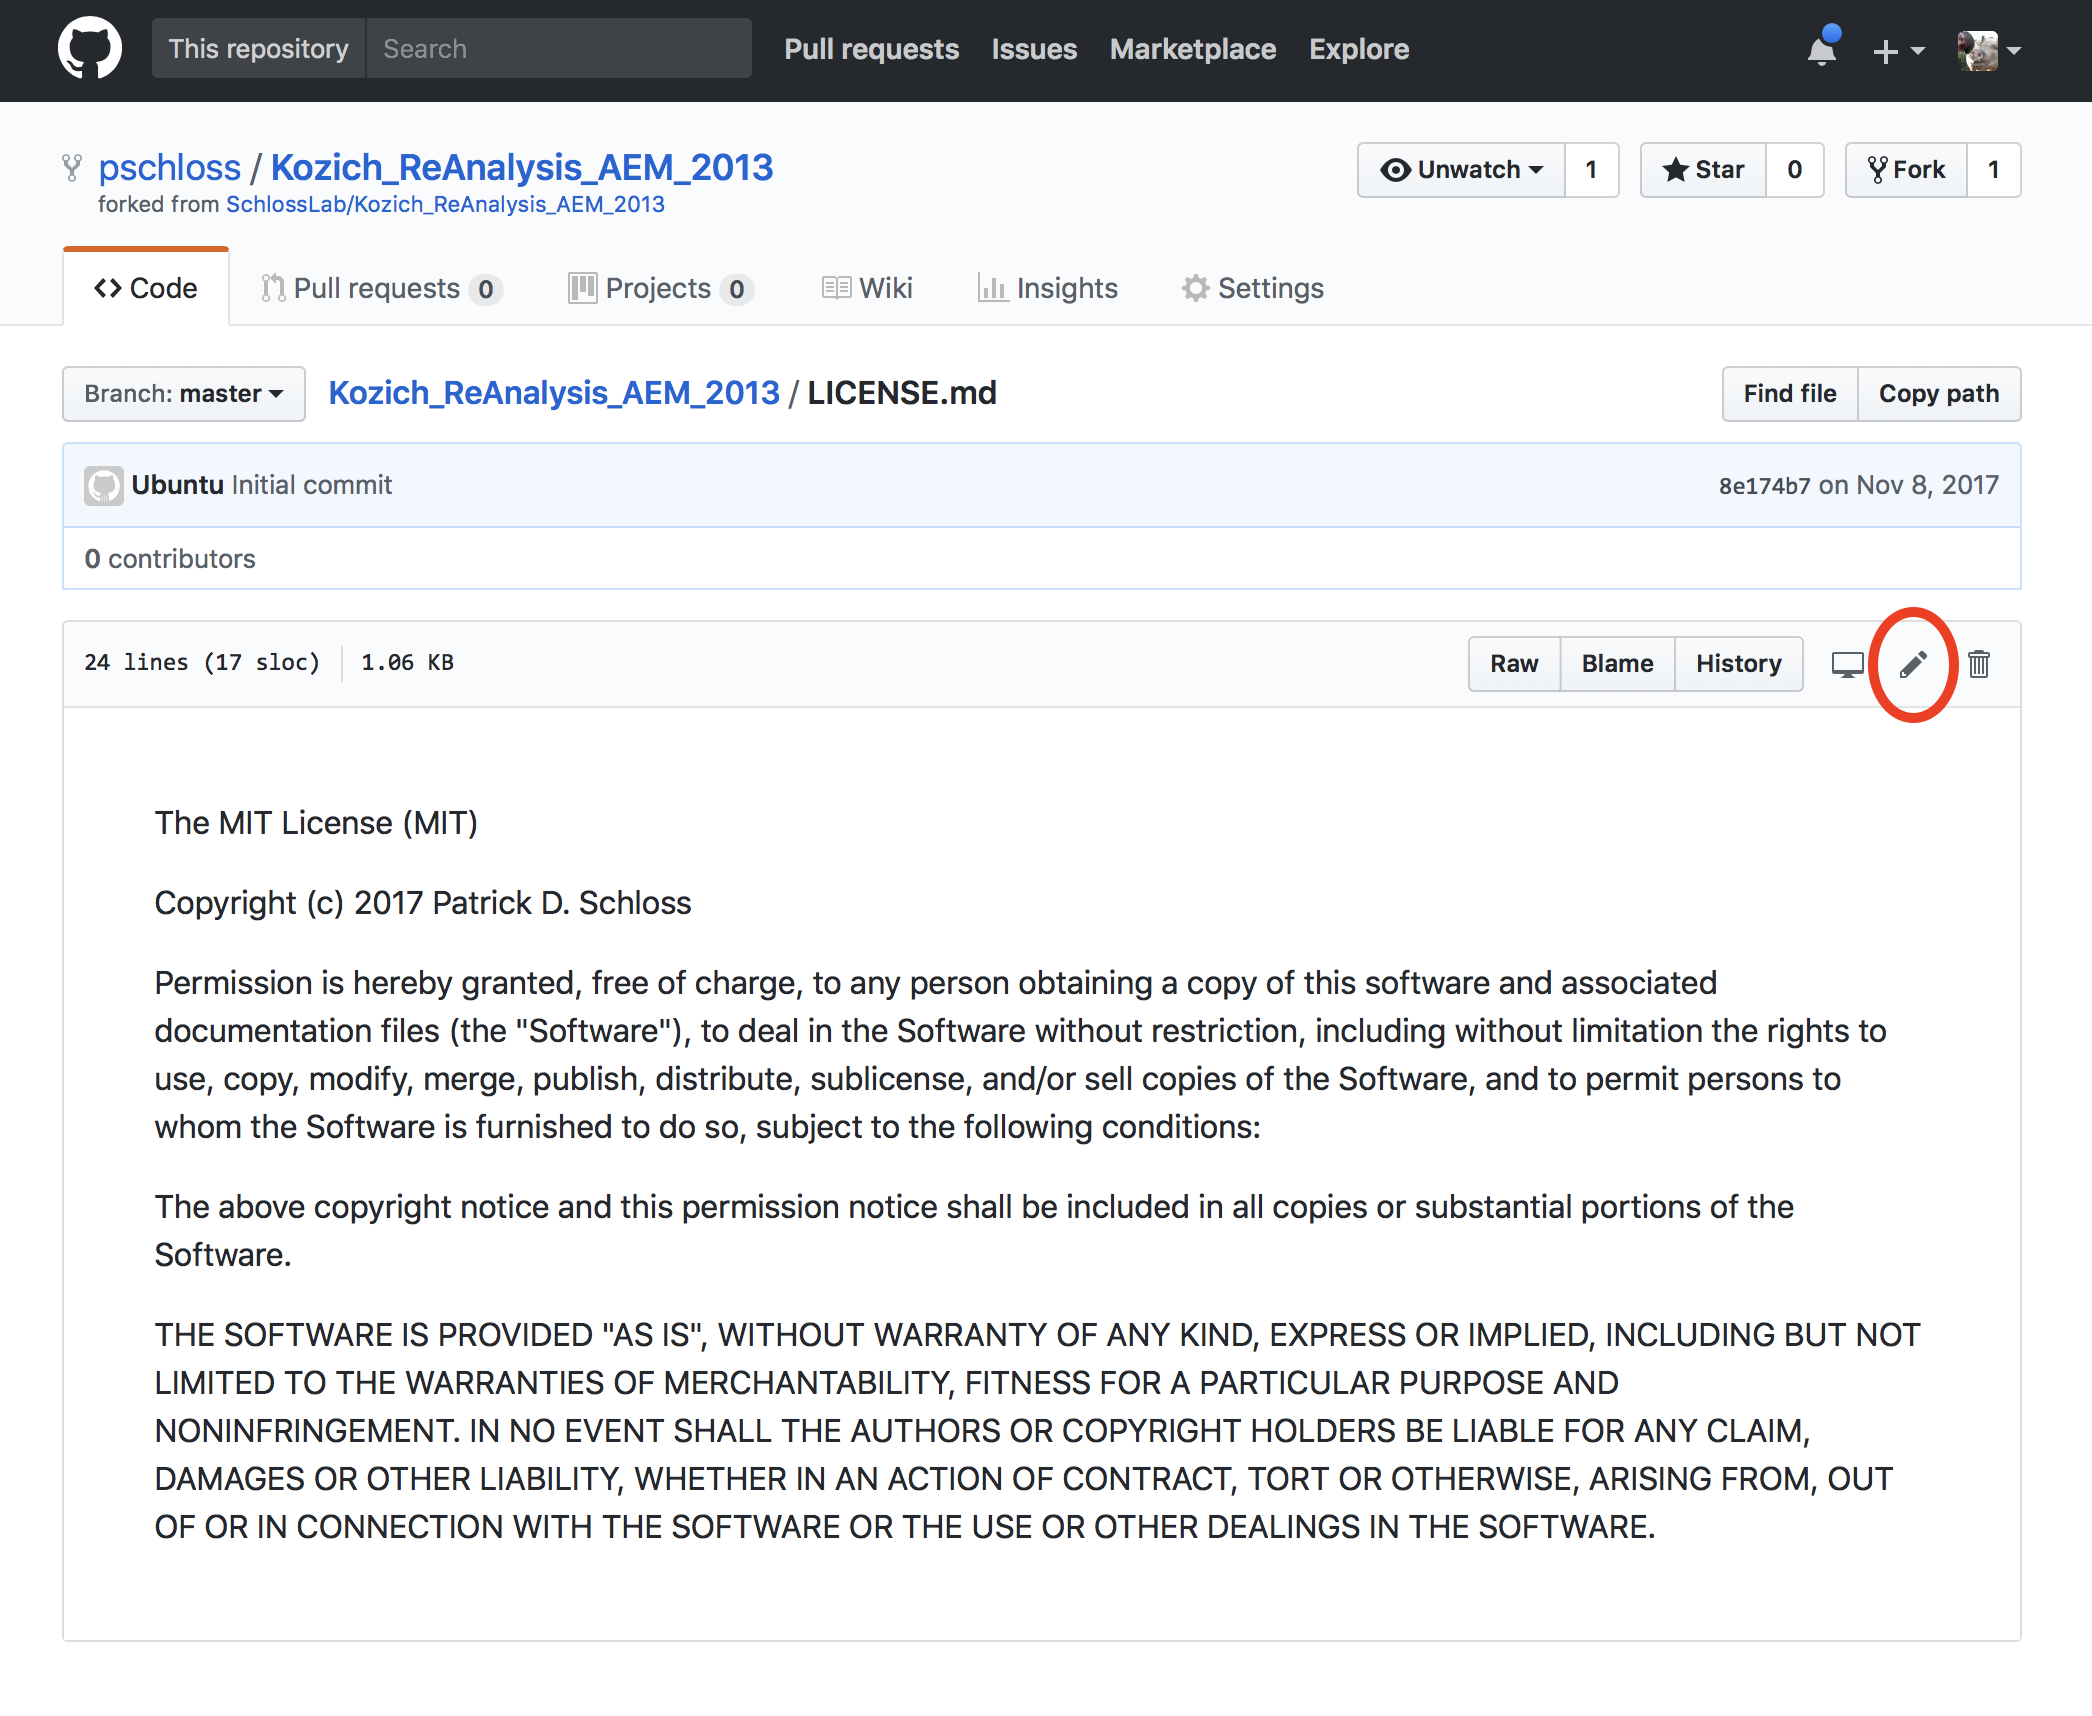 This repository Search Pull requests Issues Marketplace Explore
pschloss / Kozich_ReAnalysis_AEM_2013
Unwatch 1 Star 0 Fork 1
forked from SchlossLab/Kozich_ReAnalysis_AEM_2013
Code Pull requests 0 Projects 0 Wiki Insights Settings
Branch: master Kozich_ReAnalysis_AEM_2013 / LICENSE.md Find file Copy path
Ubuntu Initial commit 8e174b7 on Nov 8, 2017
0 contributors
24 lines (17 sloc) 1.06 KB Raw Blame History
The MIT License (MIT)
Copyright (c) 2017 Patrick D. Schloss
Permission is hereby granted, free of charge, to any person obtaining a copy of this software and associated
documentation files (the "Software"), to deal in the Software without restriction, including without limitation the rights to
use, copy, modify, merge, publish, distribute, sublicense, and/or sell copies of the Software, and to permit persons to
whom the Software is furnished to do so, subject to the following conditions:
The above copyright notice and this permission notice shall be included in all copies or substantial portions of the
Software.
THE SOFTWARE IS PROVIDED "AS IS", WITHOUT WARRANTY OF ANY KIND, EXPRESS OR IMPLIED, INCLUDING BUT NOT
LIMITED TO THE WARRANTIES OF MERCHANTABILITY, FITNESS FOR A PARTICULAR PURPOSE AND
NONINFRINGEMENT. IN NO EVENT SHALL THE AUTHORS OR COPYRIGHT HOLDERS BE LIABLE FOR ANY CLAIM,
DAMAGES OR OTHER LIABILITY, WHETHER IN AN ACTION OF CONTRACT, TORT OR OTHERWISE, ARISING FROM, OUT
OF OR IN CONNECTION WITH THE SOFTWARE OR THE USE OR OTHER DEALINGS IN THE SOFTWARE.